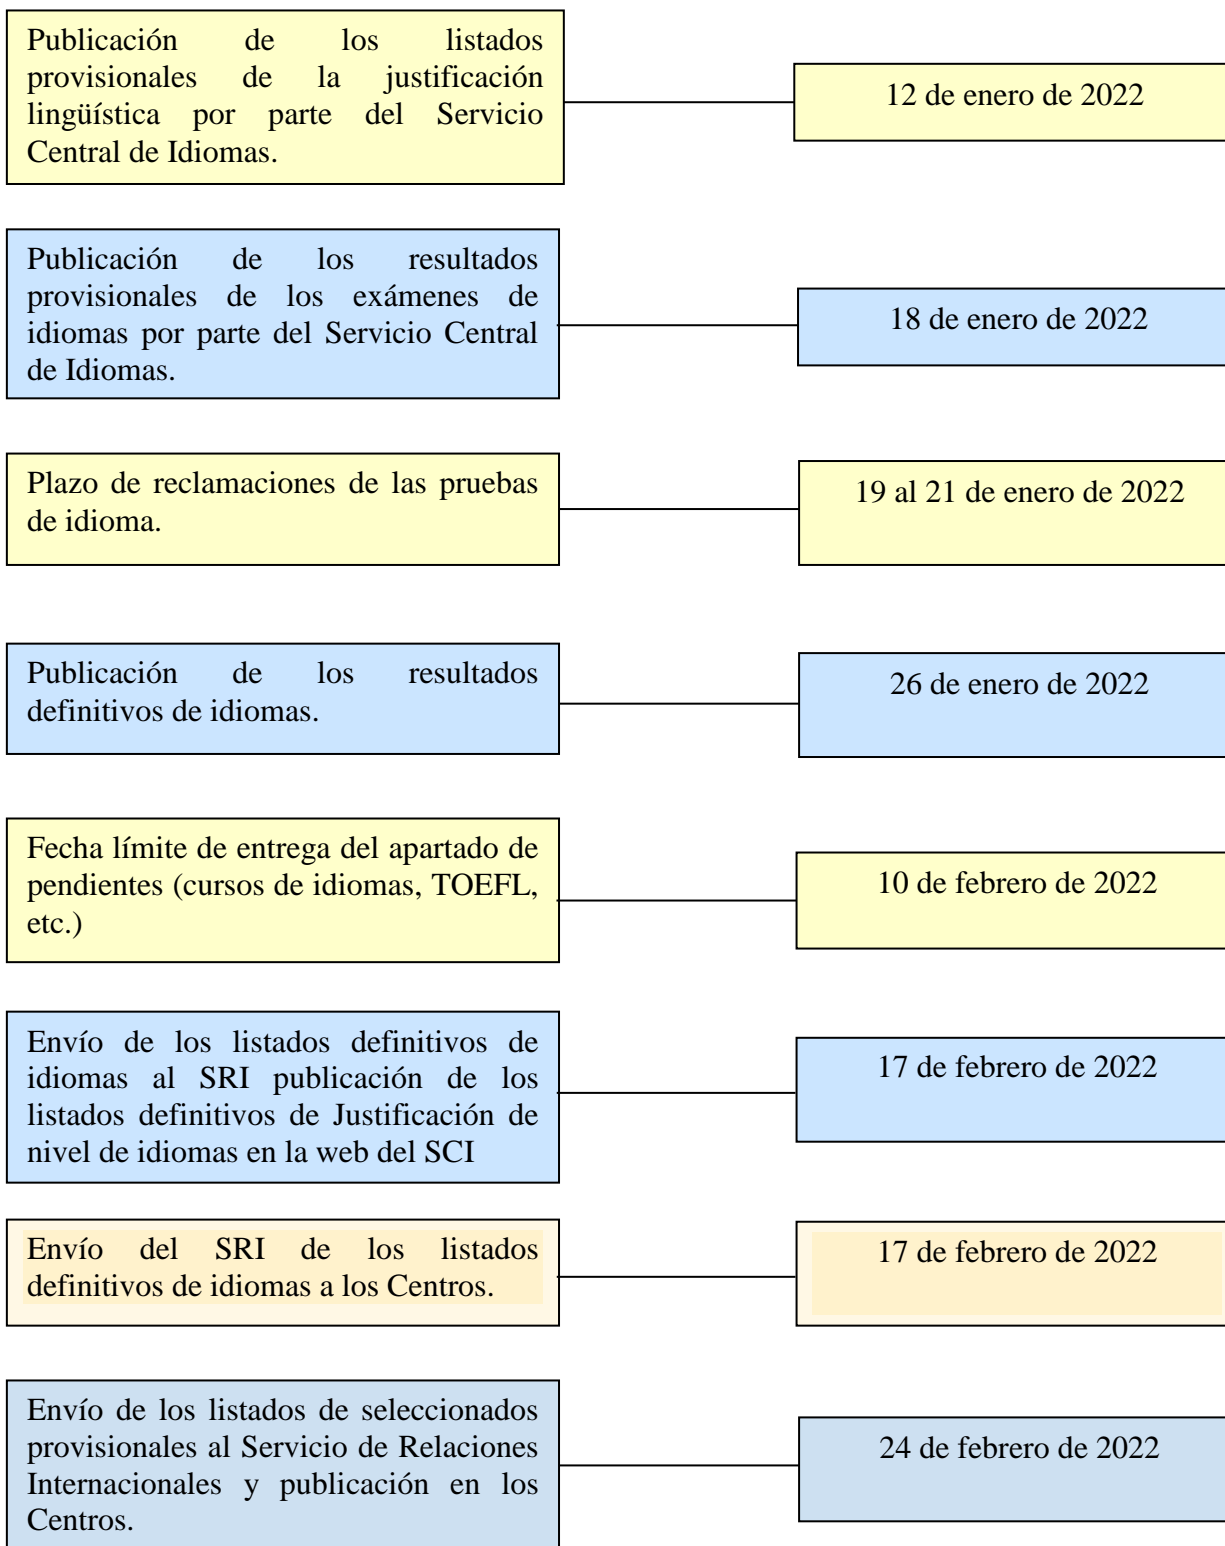 Publicación de los listados
provisionales de la justificación
lingüística por parte del Servicio
Central de Idiomas.
12 de enero de 2022
Publicación de los resultados
provisionales de los exámenes de
idiomas por parte del Servicio Central
de Idiomas.
18 de enero de 2022
Plazo de reclamaciones de las pruebas
de idioma.
19 al 21 de enero de 2022
Publicación de los resultados
definitivos de idiomas.
26 de enero de 2022
Fecha límite de entrega del apartado de
pendientes (cursos de idiomas, TOEFL,
etc.)
10 de febrero de 2022
Envío de los listados definitivos de
idiomas al SRI publicación de los
listados definitivos de Justificación de
nivel de idiomas en la web del SCI
17 de febrero de 2022
Envío del SRI de los listados
definitivos de idiomas a los Centros.
17 de febrero de 2022
Envío de los listados de seleccionados
provisionales al Servicio de Relaciones
Internacionales y publicación en los
Centros.
24 de febrero de 2022